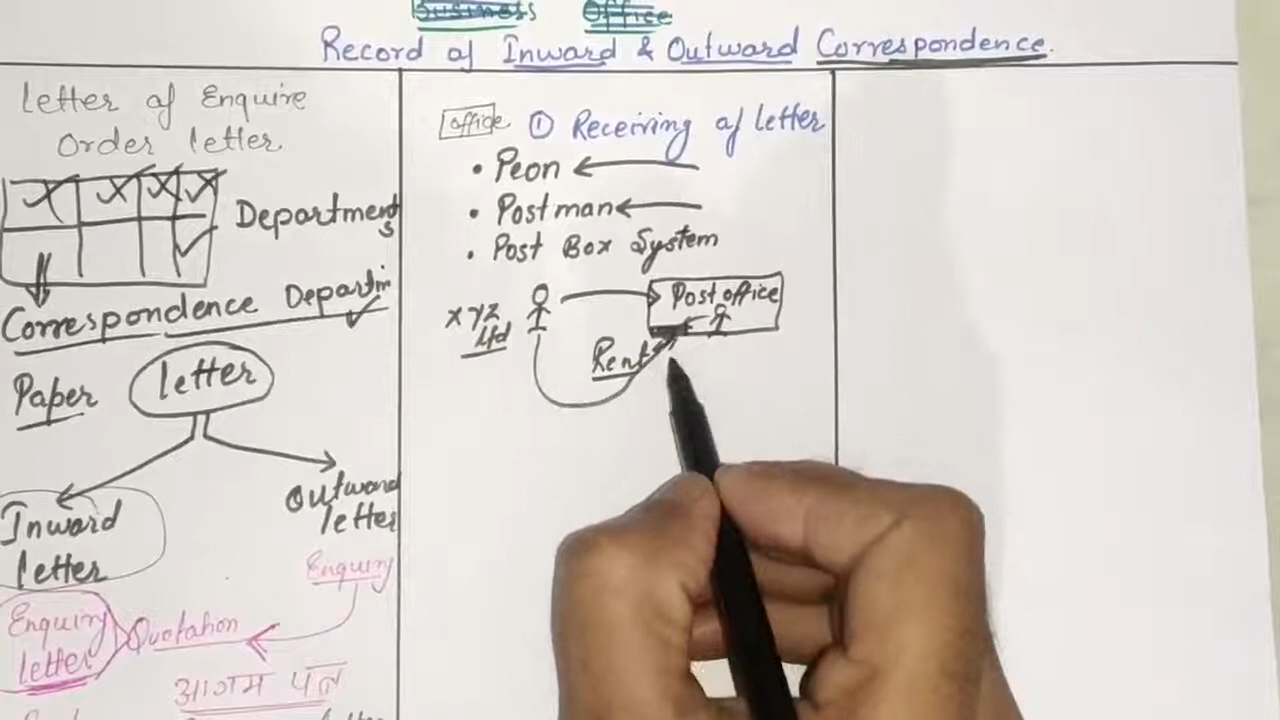 Business Office
Record of Inward & Outward Correspondence.
Letter of Enquire
Order letter
Departments
Correspondence Departm
Paper
letter
Inward
letter
Outward
letter
Enquiry
Enquiry
letter
Quotation
आगम पत्र
Office ① Receiving of letter
• Peon
• Postman
• Post Box System
xyz
ltd
Post office
Rent